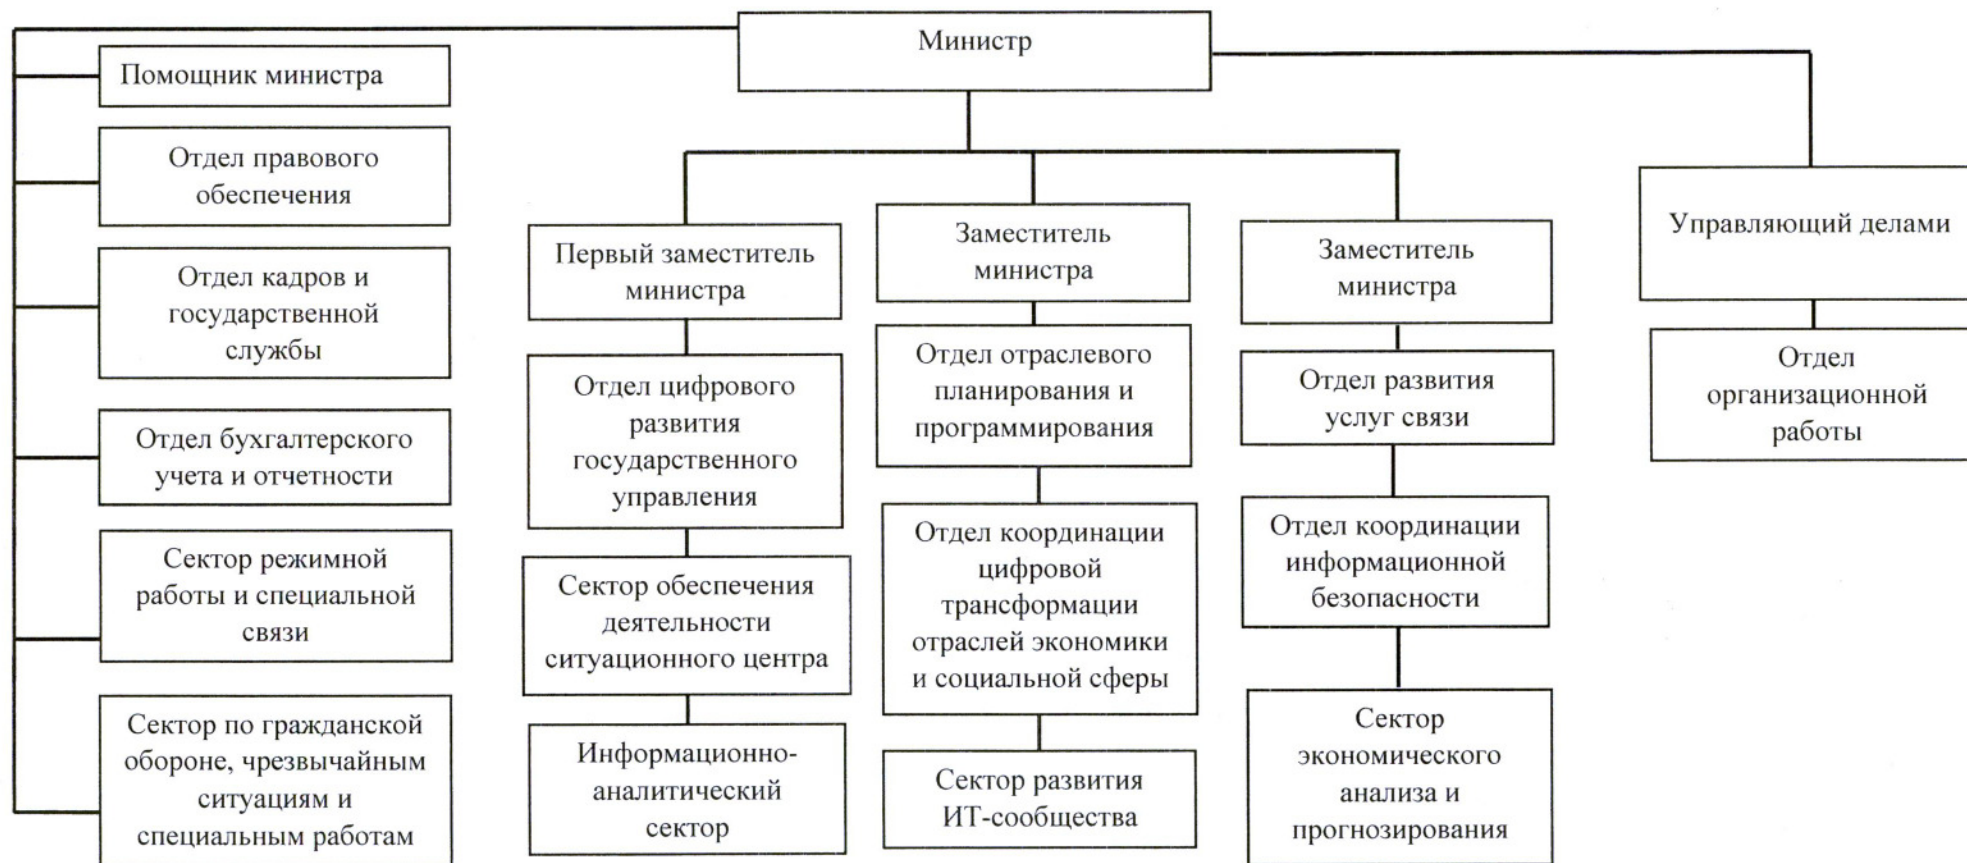 Министр
Помощник министра
Отдел правового
обеспечения
Отдел кадров и
государственной
службы
Отдел бухгалтерского
учета и отчетности
Сектор режимной
работы и специальной
связи
Сектор по гражданской
обороне, чрезвычайным
ситуациям и
специальным работам
Первый заместитель
министра
Отдел цифрового
развития
государственного
управления
Сектор обеспечения
деятельности
ситуационного центра
Информационно-
аналитический
сектор
Заместитель
министра
Отдел отраслевого
планирования и
программирования
Отдел координации
цифровой
трансформации
отраслей экономики
и социальной сферы
Сектор развития
ИТ-сообщества
Заместитель
министра
Отдел развития
услуг связи
Отдел координации
информационной
безопасности
Сектор
экономического
анализа и
прогнозирования
Управляющий делами
Отдел
организационной
работы